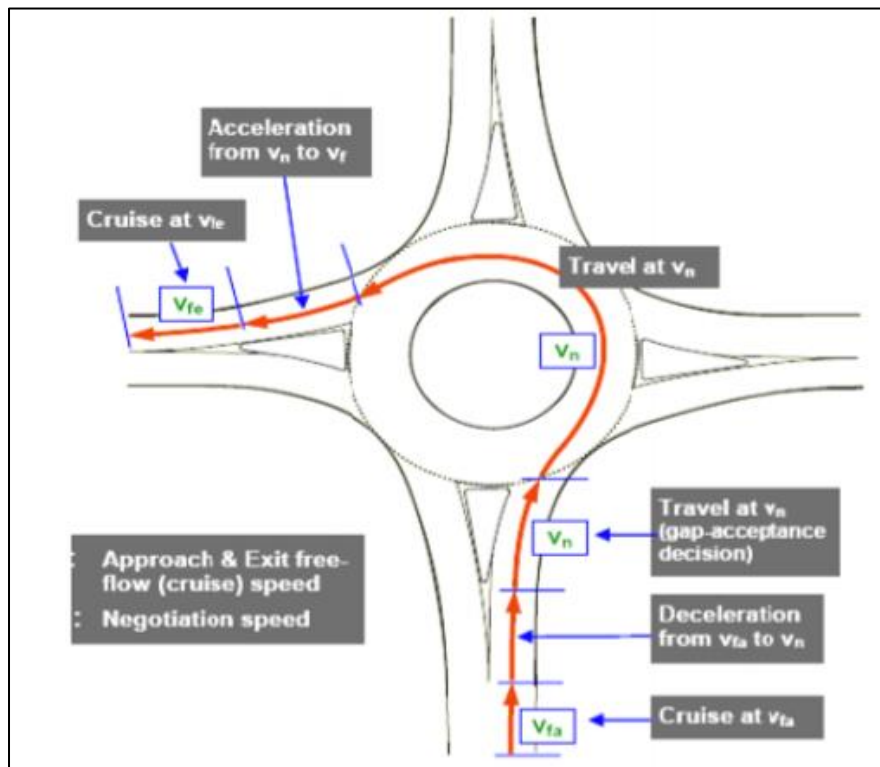 Acceleration
from vn to vf
Cruise at vfe
Vfe
Travel at vn
Vn
Travel at vn
(gap-acceptance
decision)
Vn
: Approach & Exit free-
flow (cruise) speed
: Negotiation speed
Deceleration
from vfa to vn
Cruise at vfa
Vfa